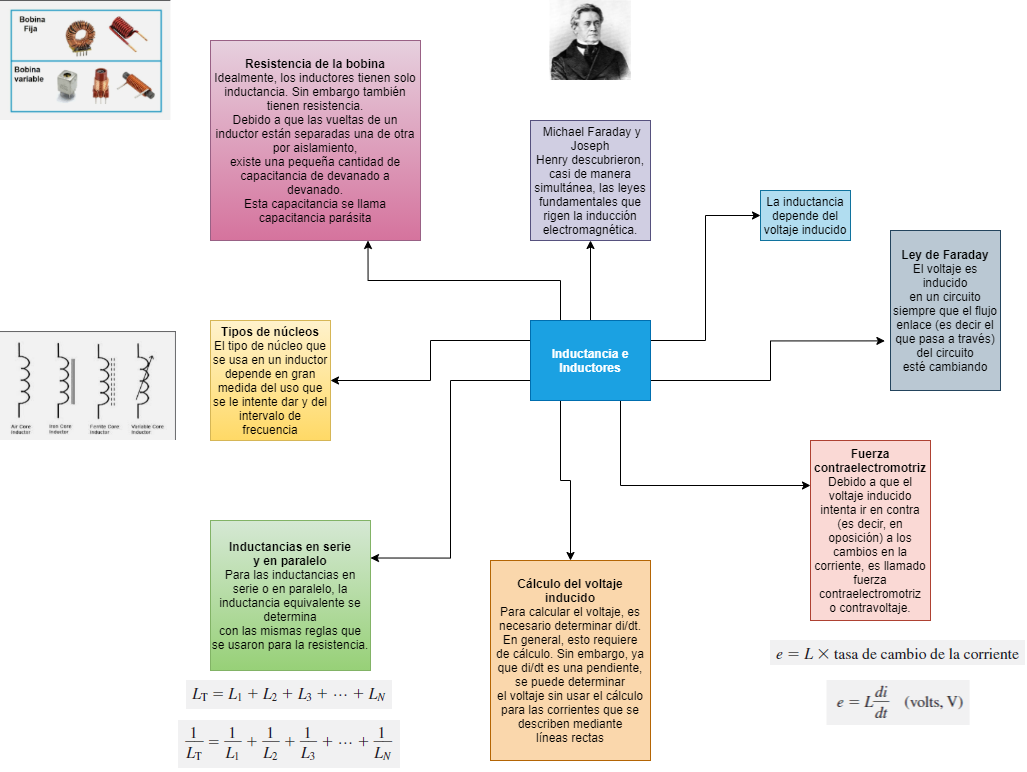 Bobina
Fija
Bobina
variable
Resistencia de la bobina
Idealmente, los inductores tienen solo
inductancia. Sin embargo también
tienen resistencia.
Debido a que las vueltas de un
inductor están separadas una de otra
por aislamiento,
existe una pequeña cantidad de
capacitancia de devanado a
devanado.
Esta capacitancia se llama
capacitancia parásita
Michael Faraday y
Joseph
Henry descubrieron,
casi de manera
simultánea, las leyes
fundamentales que
rigen la inducción
electromagnética.
La inductancia
depende del
voltaje inducido
Ley de Faraday
El voltaje es
inducido
en un circuito
siempre que el flujo
enlace (es decir el
que pasa a través)
del circuito
esté cambiando
Tipos de núcleos
El tipo de núcleo que
se usa en un inductor
depende en gran
medida del uso que
se le intente dar y del
intervalo de
frecuencia
Inductancia e
Inductores
Air Core
Inductor
Iron Core
Inductor
Ferrite Core
Inductor
Variable Core
Inductor
Fuerza
contraelectromotriz
Debido a que el
voltaje inducido
intenta ir en contra
(es decir, en
oposición) a los
cambios en la
corriente, es llamado
fuerza
contraelectromotriz
o contravoltaje.
Inductancias en serie
y en paralelo
Para las inductancias en
serie o en paralelo, la
inductancia equivalente se
determina
con las mismas reglas que
se usaron para la resistencia.
Cálculo del voltaje
inducido
Para calcular el voltaje, es
necesario determinar di/dt.
En general, esto requiere
de cálculo. Sin embargo, ya
que di/dt es una pendiente,
se puede determinar
el voltaje sin usar el cálculo
para las corrientes que se
describen mediante
líneas rectas
e = L × tasa de cambio de la corriente
e = L di/dt (volts, V)
L_T = L_1 + L_2 + L_3 + ⋯ + L_N
1/L_T = 1/L_1 + 1/L_2 + 1/L_3 + ⋯ + 1/L_N